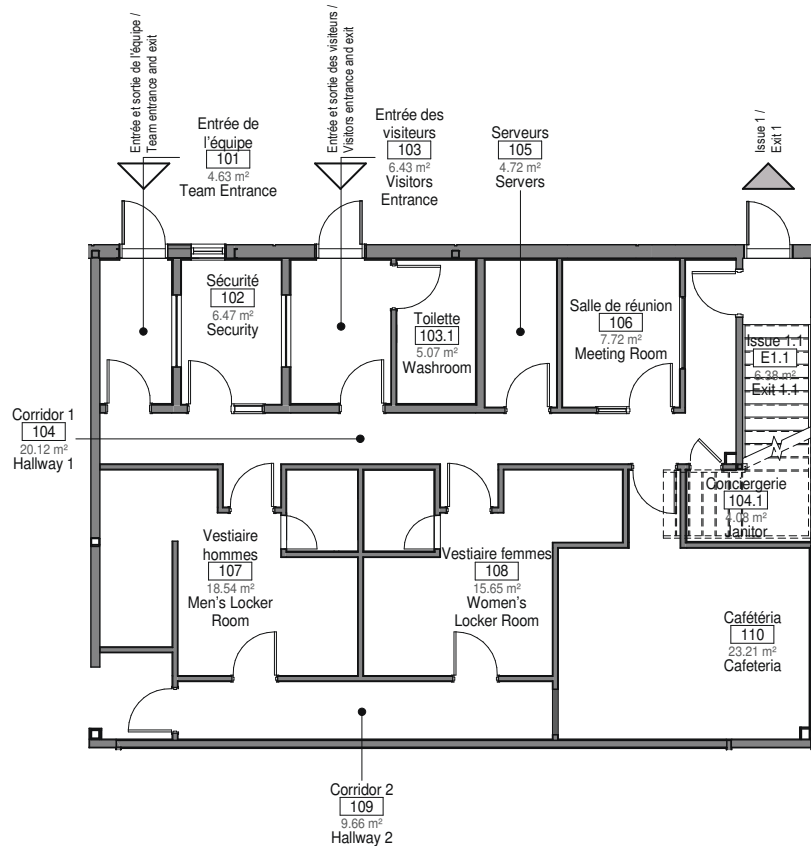 Entrée et sortie de l'équipe /
Team entrance and exit
Entrée et sortie des visiteurs /
Visitors entrance and exit
Issue 1 /
Exit 1
Entrée de
l'équipe
101
4.63 m²
Team Entrance
Entrée des
visiteurs
103
6.43 m²
Visitors
Entrance
Serveurs
105
4.72 m²
Servers
Sécurité
102
6.47 m²
Security
Toilette
103.1
5.07 m²
Washroom
Salle de réunion
106
7.72 m²
Meeting Room
Issue 1.1
E1.1
6.38 m²
Exit 1.1
Corridor 1
104
20.12 m²
Hallway 1
Conciergerie
104.1
4.08 m²
Janitor
Vestiaire
hommes
107
18.54 m²
Men's Locker
Room
Vestiaire femmes
108
15.65 m²
Women's
Locker Room
Cafétéria
110
23.21 m²
Cafeteria
Corridor 2
109
9.66 m²
Hallway 2